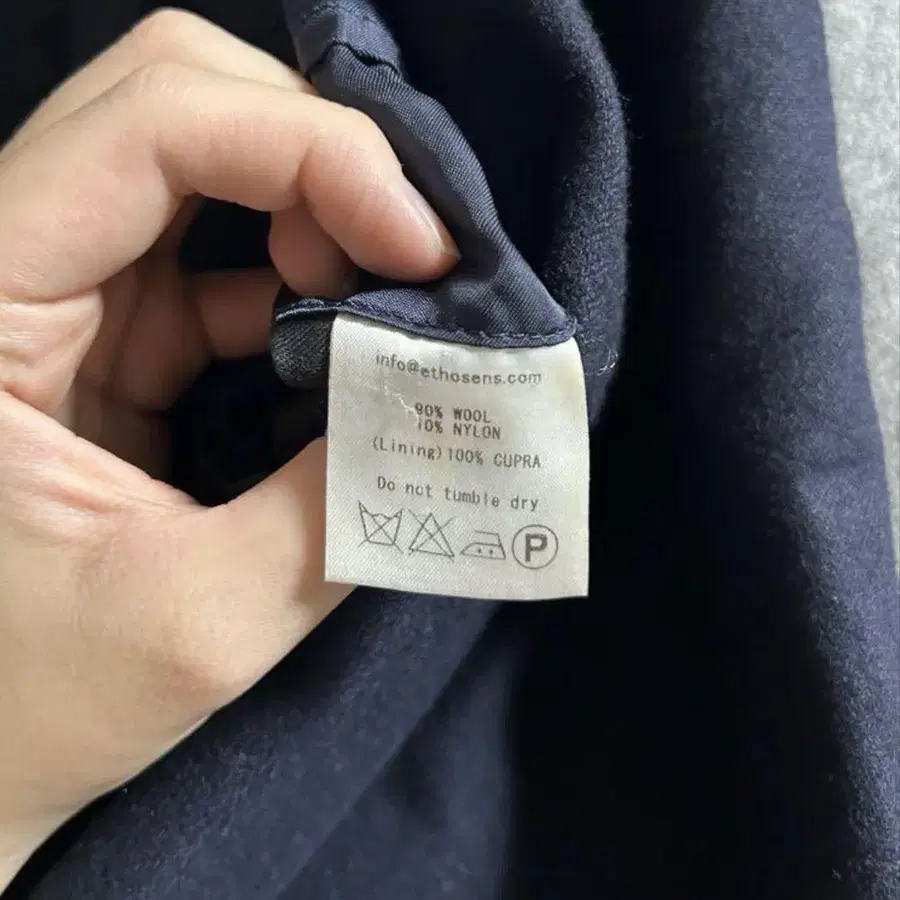 info@ethosens.com
90% WOOL
10% NYLON
(Lining)100% CUPRA
Do not tumble dry
P